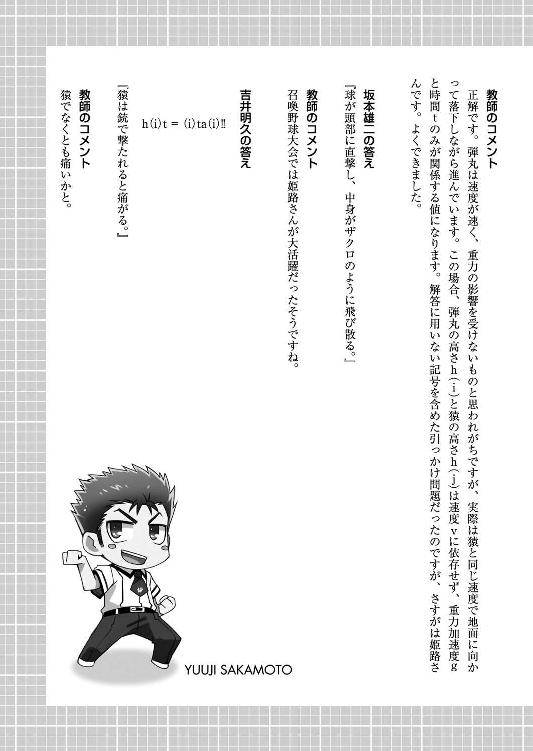 教師のコメント
　正解です。弾丸は速度が速く、重力の影響を受けないものと思われがちですが、実際は猿と同じ速度で地面に向か
って落下しながら進んでいます。この場合、弾丸の高さh(i)と猿の高さh(j)は速度vに依存せず、重力加速度g
と時間tのみが関係する値になります。解答に用いない記号を含めた引っかけ問題だったのですが、さすがは姫路さ
んです。よくできました。
坂本雄二の答え
『球が頭部に直撃し、中身がザクロのように飛び散る。』
教師のコメント
召喚野球大会では姫路さんが大活躍だったそうですね。
吉井明久の答え
h(i)t = (i)ta(i)!!
『猿は銃で撃たれると痛がる。』
教師のコメント
猿でなくとも痛いかと。
YUUJI SAKAMOTO